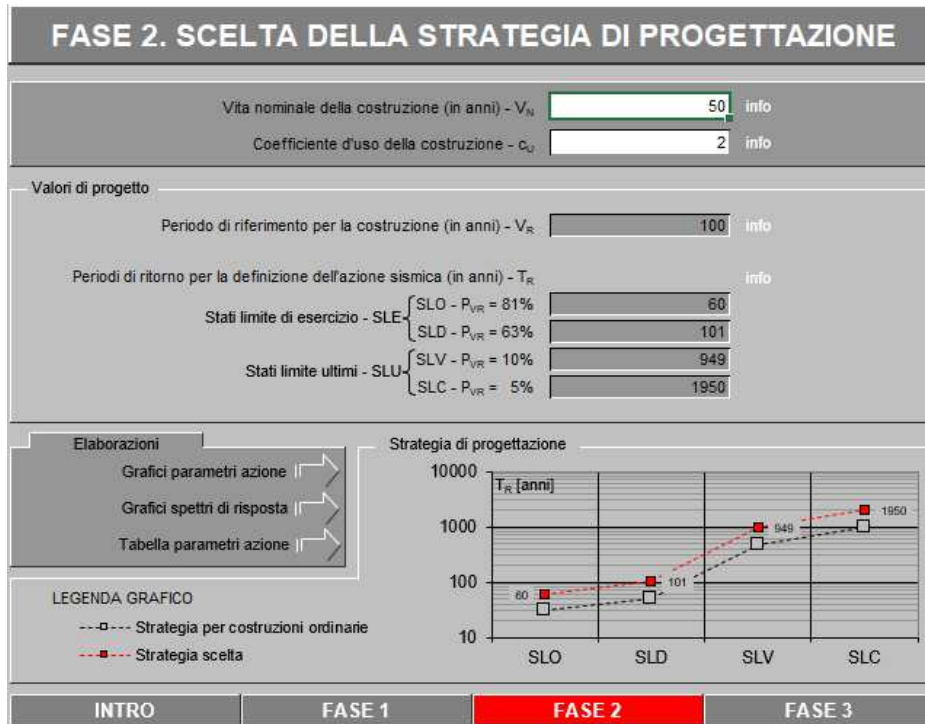 FASE 2. SCELTA DELLA STRATEGIA DI PROGETTAZIONE
Vita nominale della costruzione (in anni) - VN 50 info
Coefficiente d'uso della costruzione - cU 2 info
Valori di progetto
Periodo di riferimento per la costruzione (in anni) - VR 100 info
Periodi di ritorno per la definizione dell'azione sismica (in anni) - TR info
Stati limite di esercizio - SLE
SLO - PVR = 81% 60
SLD - PVR = 63% 101
Stati limite ultimi - SLU
SLV - PVR = 10% 949
SLC - PVR = 5% 1950
Elaborazioni
Grafici parametri azione
Grafici spettri di risposta
Tabella parametri azione
LEGENDA GRAFICO
Strategia per costruzioni ordinarie
Strategia scelta
Strategia di progettazione
TR [anni]
10000
1000
100
10
60
101
949
1950
SLO SLD SLV SLC
INTRO FASE 1 FASE 2 FASE 3